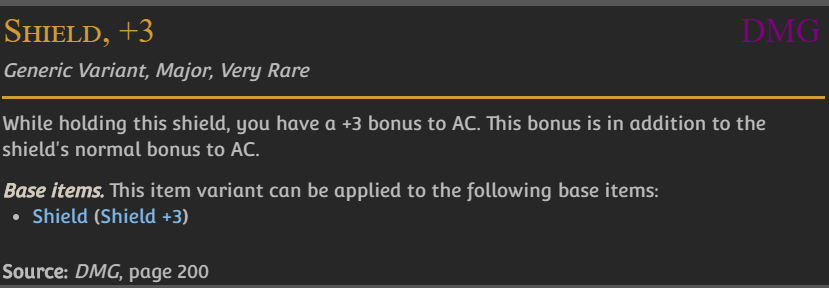 Shield, +3 DMG
Generic Variant, Major, Very Rare
While holding this shield, you have a +3 bonus to AC. This bonus is in addition to the
shield's normal bonus to AC.
Base items. This item variant can be applied to the following base items:
• Shield (Shield +3)
Source: DMG, page 200